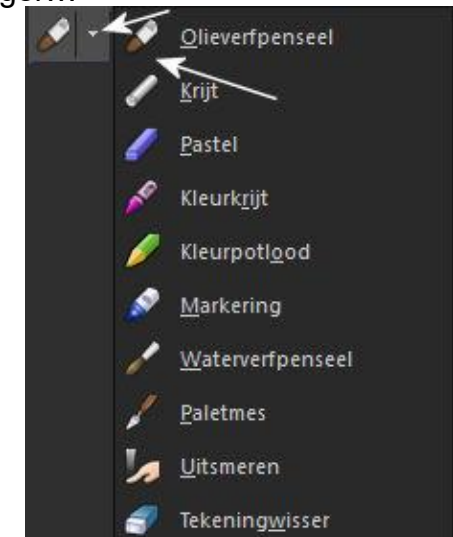 Olieverfpenseel
Krijt
Pastel
Kleurkrijt
Kleurpotlood
Markering
Waterverfpenseel
Paletmes
Uitsmeren
Tekeningwisser